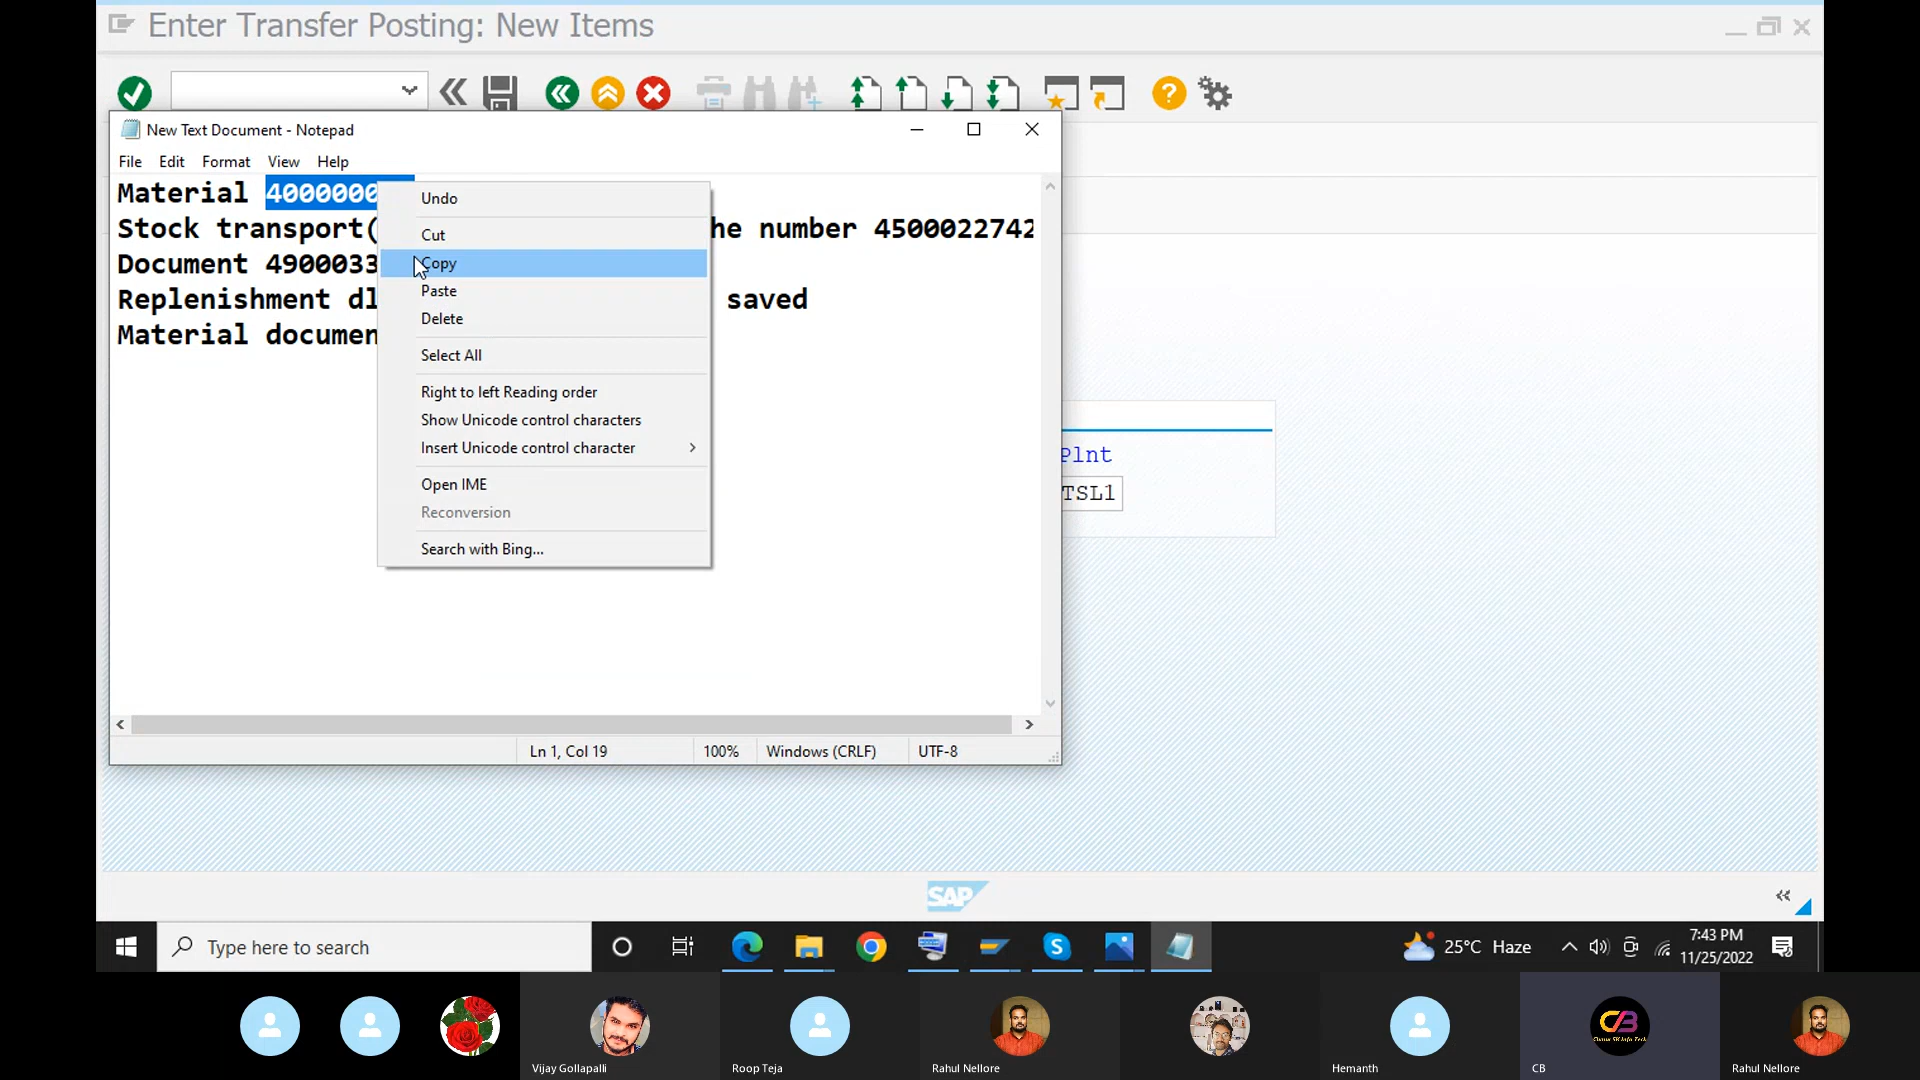 Enter Transfer Posting: New Items
New Text Document - Notepad
File Edit Format View Help
Material 4000000
Stock transport( he number 4500022742
Document 4900033
Replenishment dl saved
Material documen
Undo
Cut
Copy
Paste
Delete
Select All
Right to left Reading order
Show Unicode control characters
Insert Unicode control character
Open IME
Reconversion
Search with Bing...
Plnt
TSL1
Ln 1, Col 19 100% Windows (CRLF) UTF-8
SAP
Type here to search
25°C Haze
7:43 PM
11/25/2022
CB
Vijay Gollapalli
Roop Teja
Rahul Nellore
Hemanth
CB
Rahul Nellore